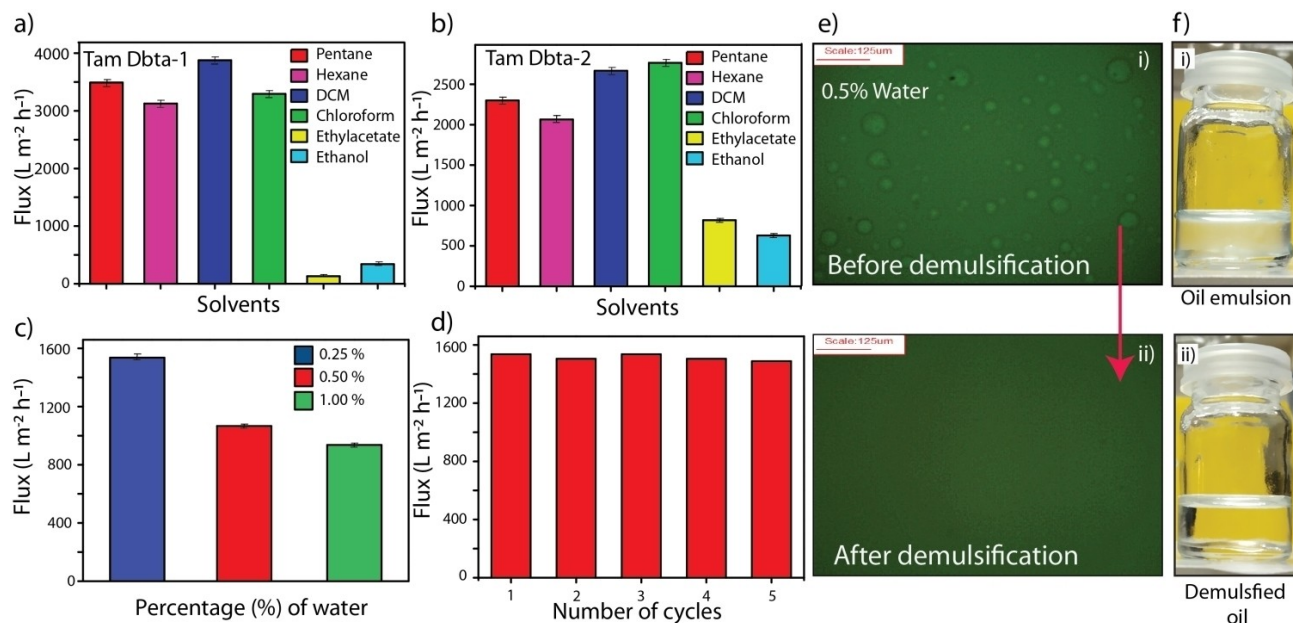 a)
Tam Dbta-1
Pentane
Hexane
DCM
Chloroform
Ethylacetate
Ethanol
Flux (L m⁻² h⁻¹)
4000
3000
2000
1000
0
Solvents
b)
Tam Dbta-2
Pentane
Hexane
DCM
Chloroform
Ethylacetate
Ethanol
Flux (L m⁻² h⁻¹)
2500
2000
1500
1000
500
0
Solvents
c)
0.25 %
0.50 %
1.00 %
Flux (L m⁻² h⁻¹)
1600
1200
800
400
0
Percentage (%) of water
d)
Flux (L m⁻² h⁻¹)
1600
1200
800
400
0
1 2 3 4 5
Number of cycles
e)
Scale:125um
i)
0.5% Water
Before demulsification
Scale:125um
ii)
After demulsification
f)
i)
Oil emulsion
ii)
Demulsfied
oil